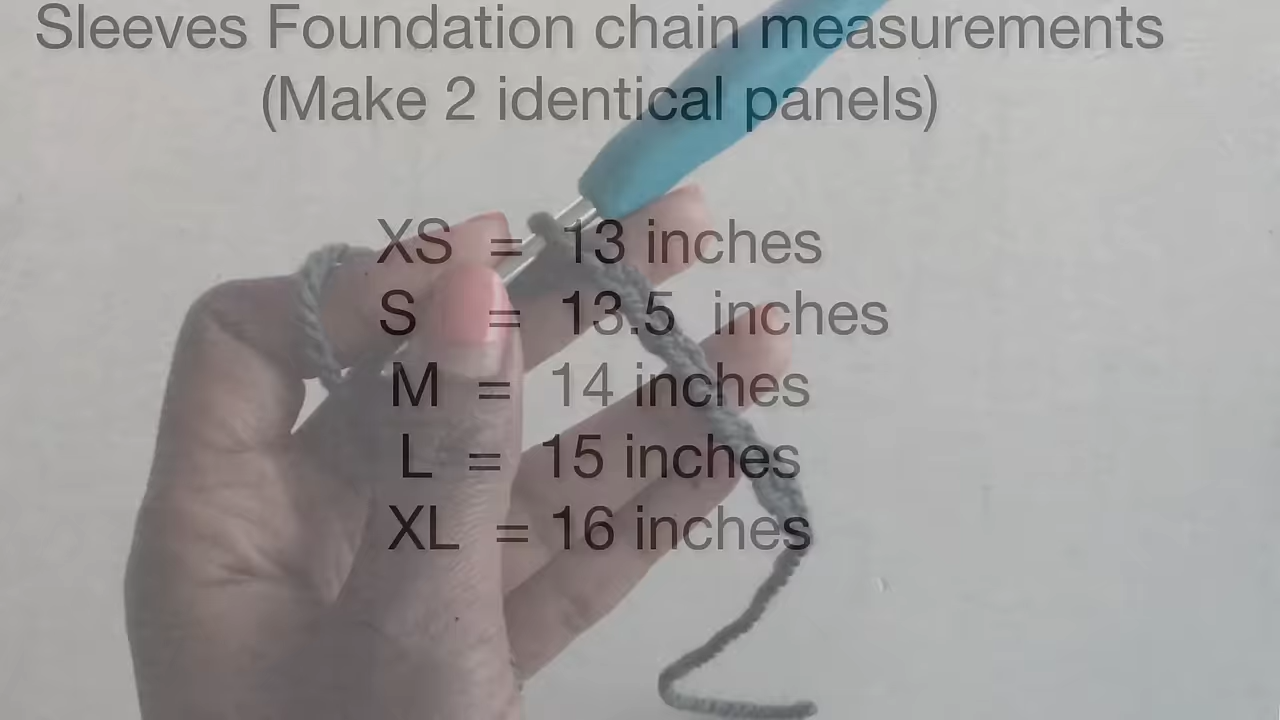 Sleeves Foundation chain measurements
(Make 2 identical panels)
XS = 13 inches
S = 13.5 inches
M = 14 inches
L = 15 inches
XL = 16 inches